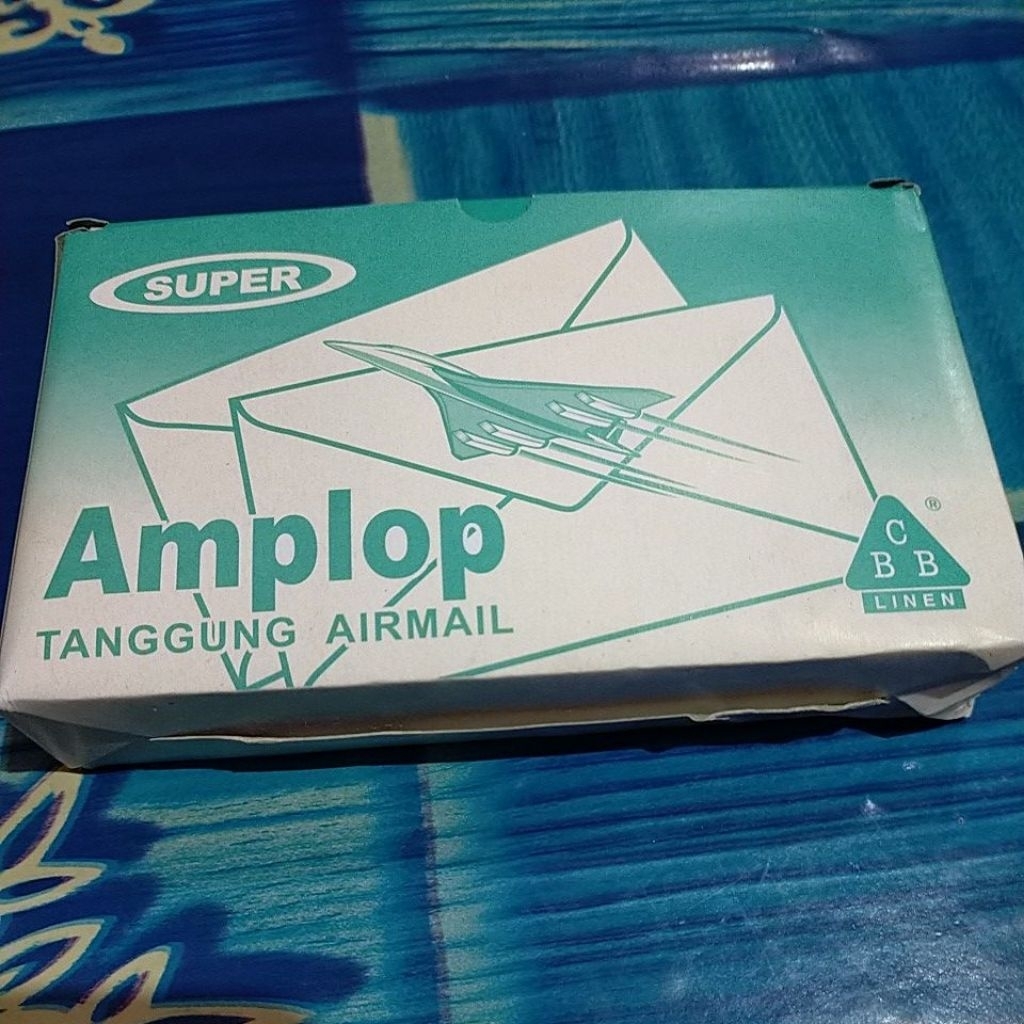 SUPER
Amplop
TANGGUNG AIRMAIL
C
B B
LINEN
®